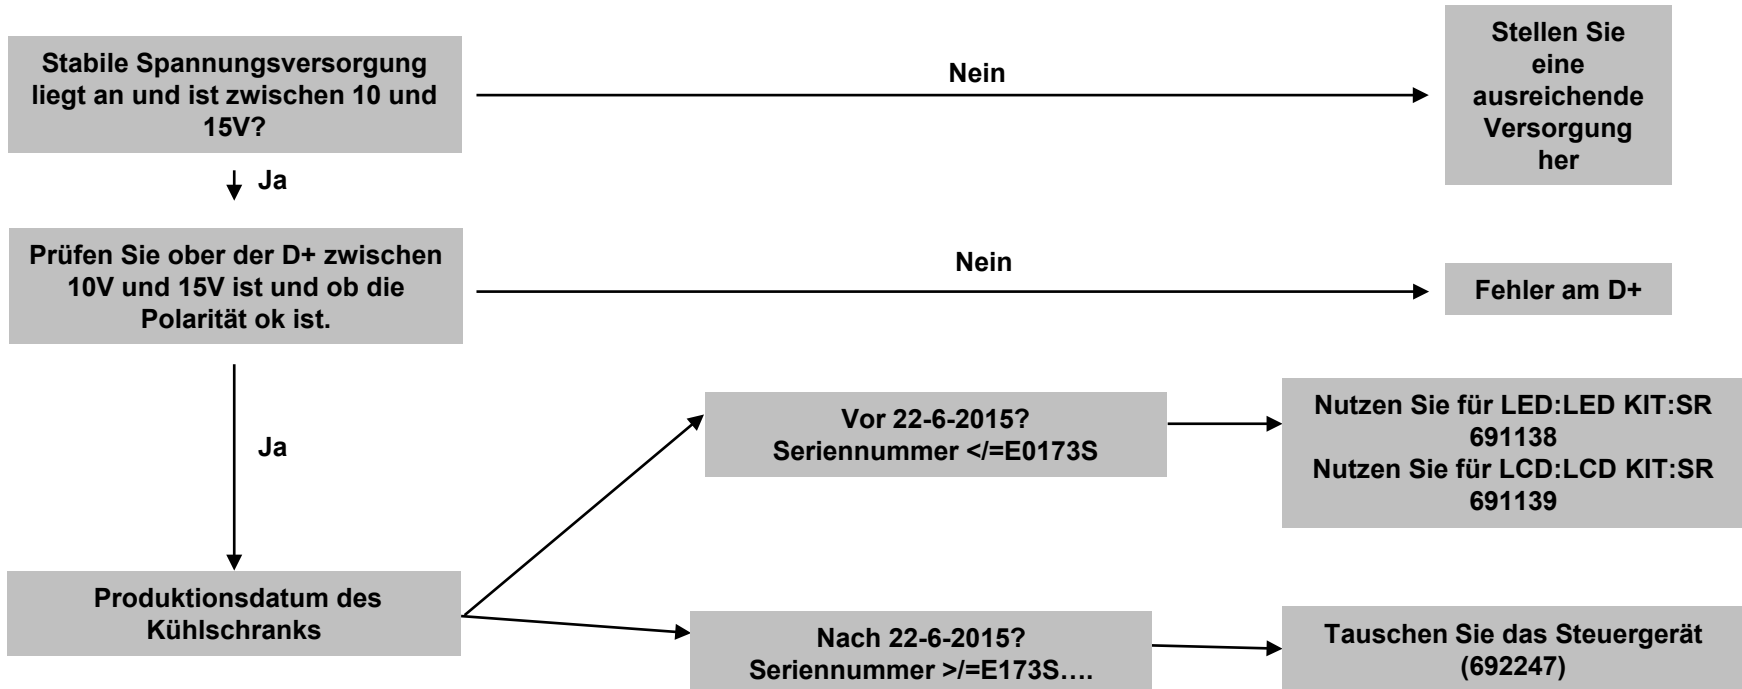 Stabile Spannungsversorgung
liegt an und ist zwischen 10 und
15V?
Nein
Stellen Sie
eine
ausreichende
Versorgung
her
Ja
Prüfen Sie ober der D+ zwischen
10V und 15V ist und ob die
Polarität ok ist.
Nein
Fehler am D+
Ja
Vor 22-6-2015?
Seriennummer </=E0173S
Nutzen Sie für LED:LED KIT:SR
691138
Nutzen Sie für LCD:LCD KIT:SR
691139
Produktionsdatum des
Kühlschranks
Nach 22-6-2015?
Seriennummer >/=E173S….
Tauschen Sie das Steuergerät
(692247)